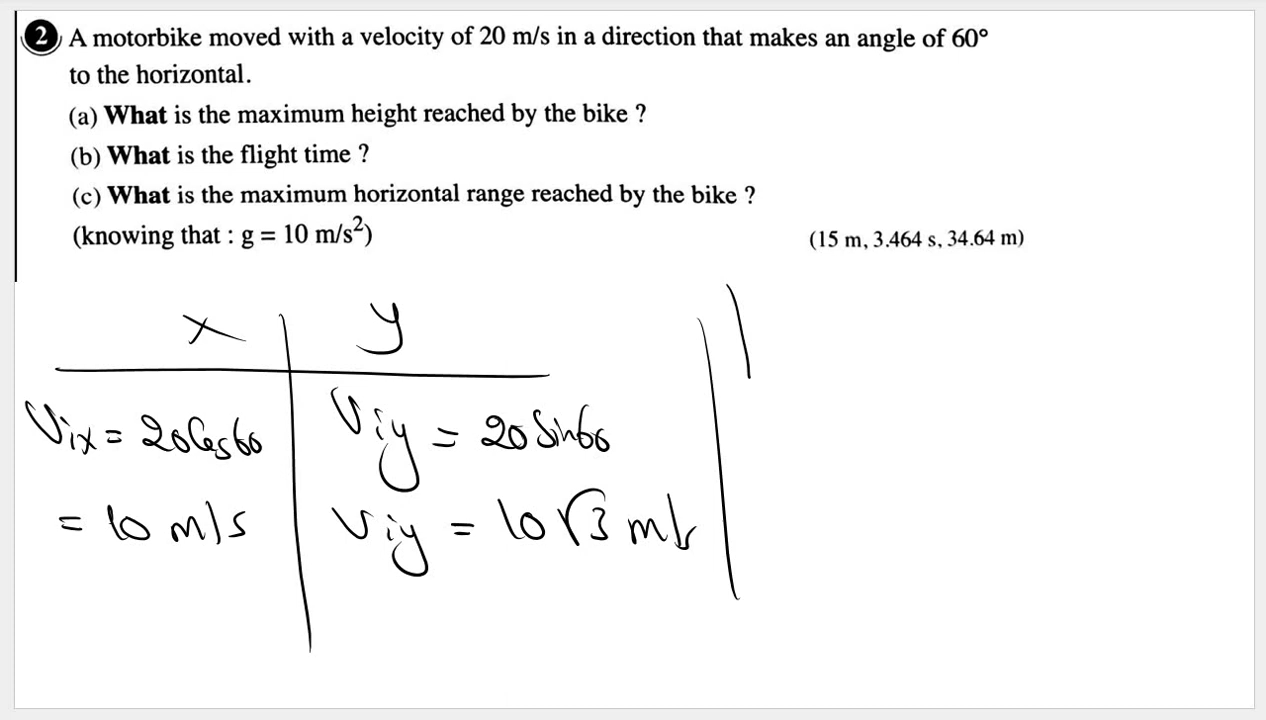 2 A motorbike moved with a velocity of 20 m/s in a direction that makes an angle of 60°
to the horizontal.
(a) What is the maximum height reached by the bike ?
(b) What is the flight time ?
(c) What is the maximum horizontal range reached by the bike ?
(knowing that : g = 10 m/s²)
(15 m, 3.464 s, 34.64 m)
x
y
Vix = 20Cos60
= 10 m/s
Viy = 20 Sin60
Viy = 10√3 m/s